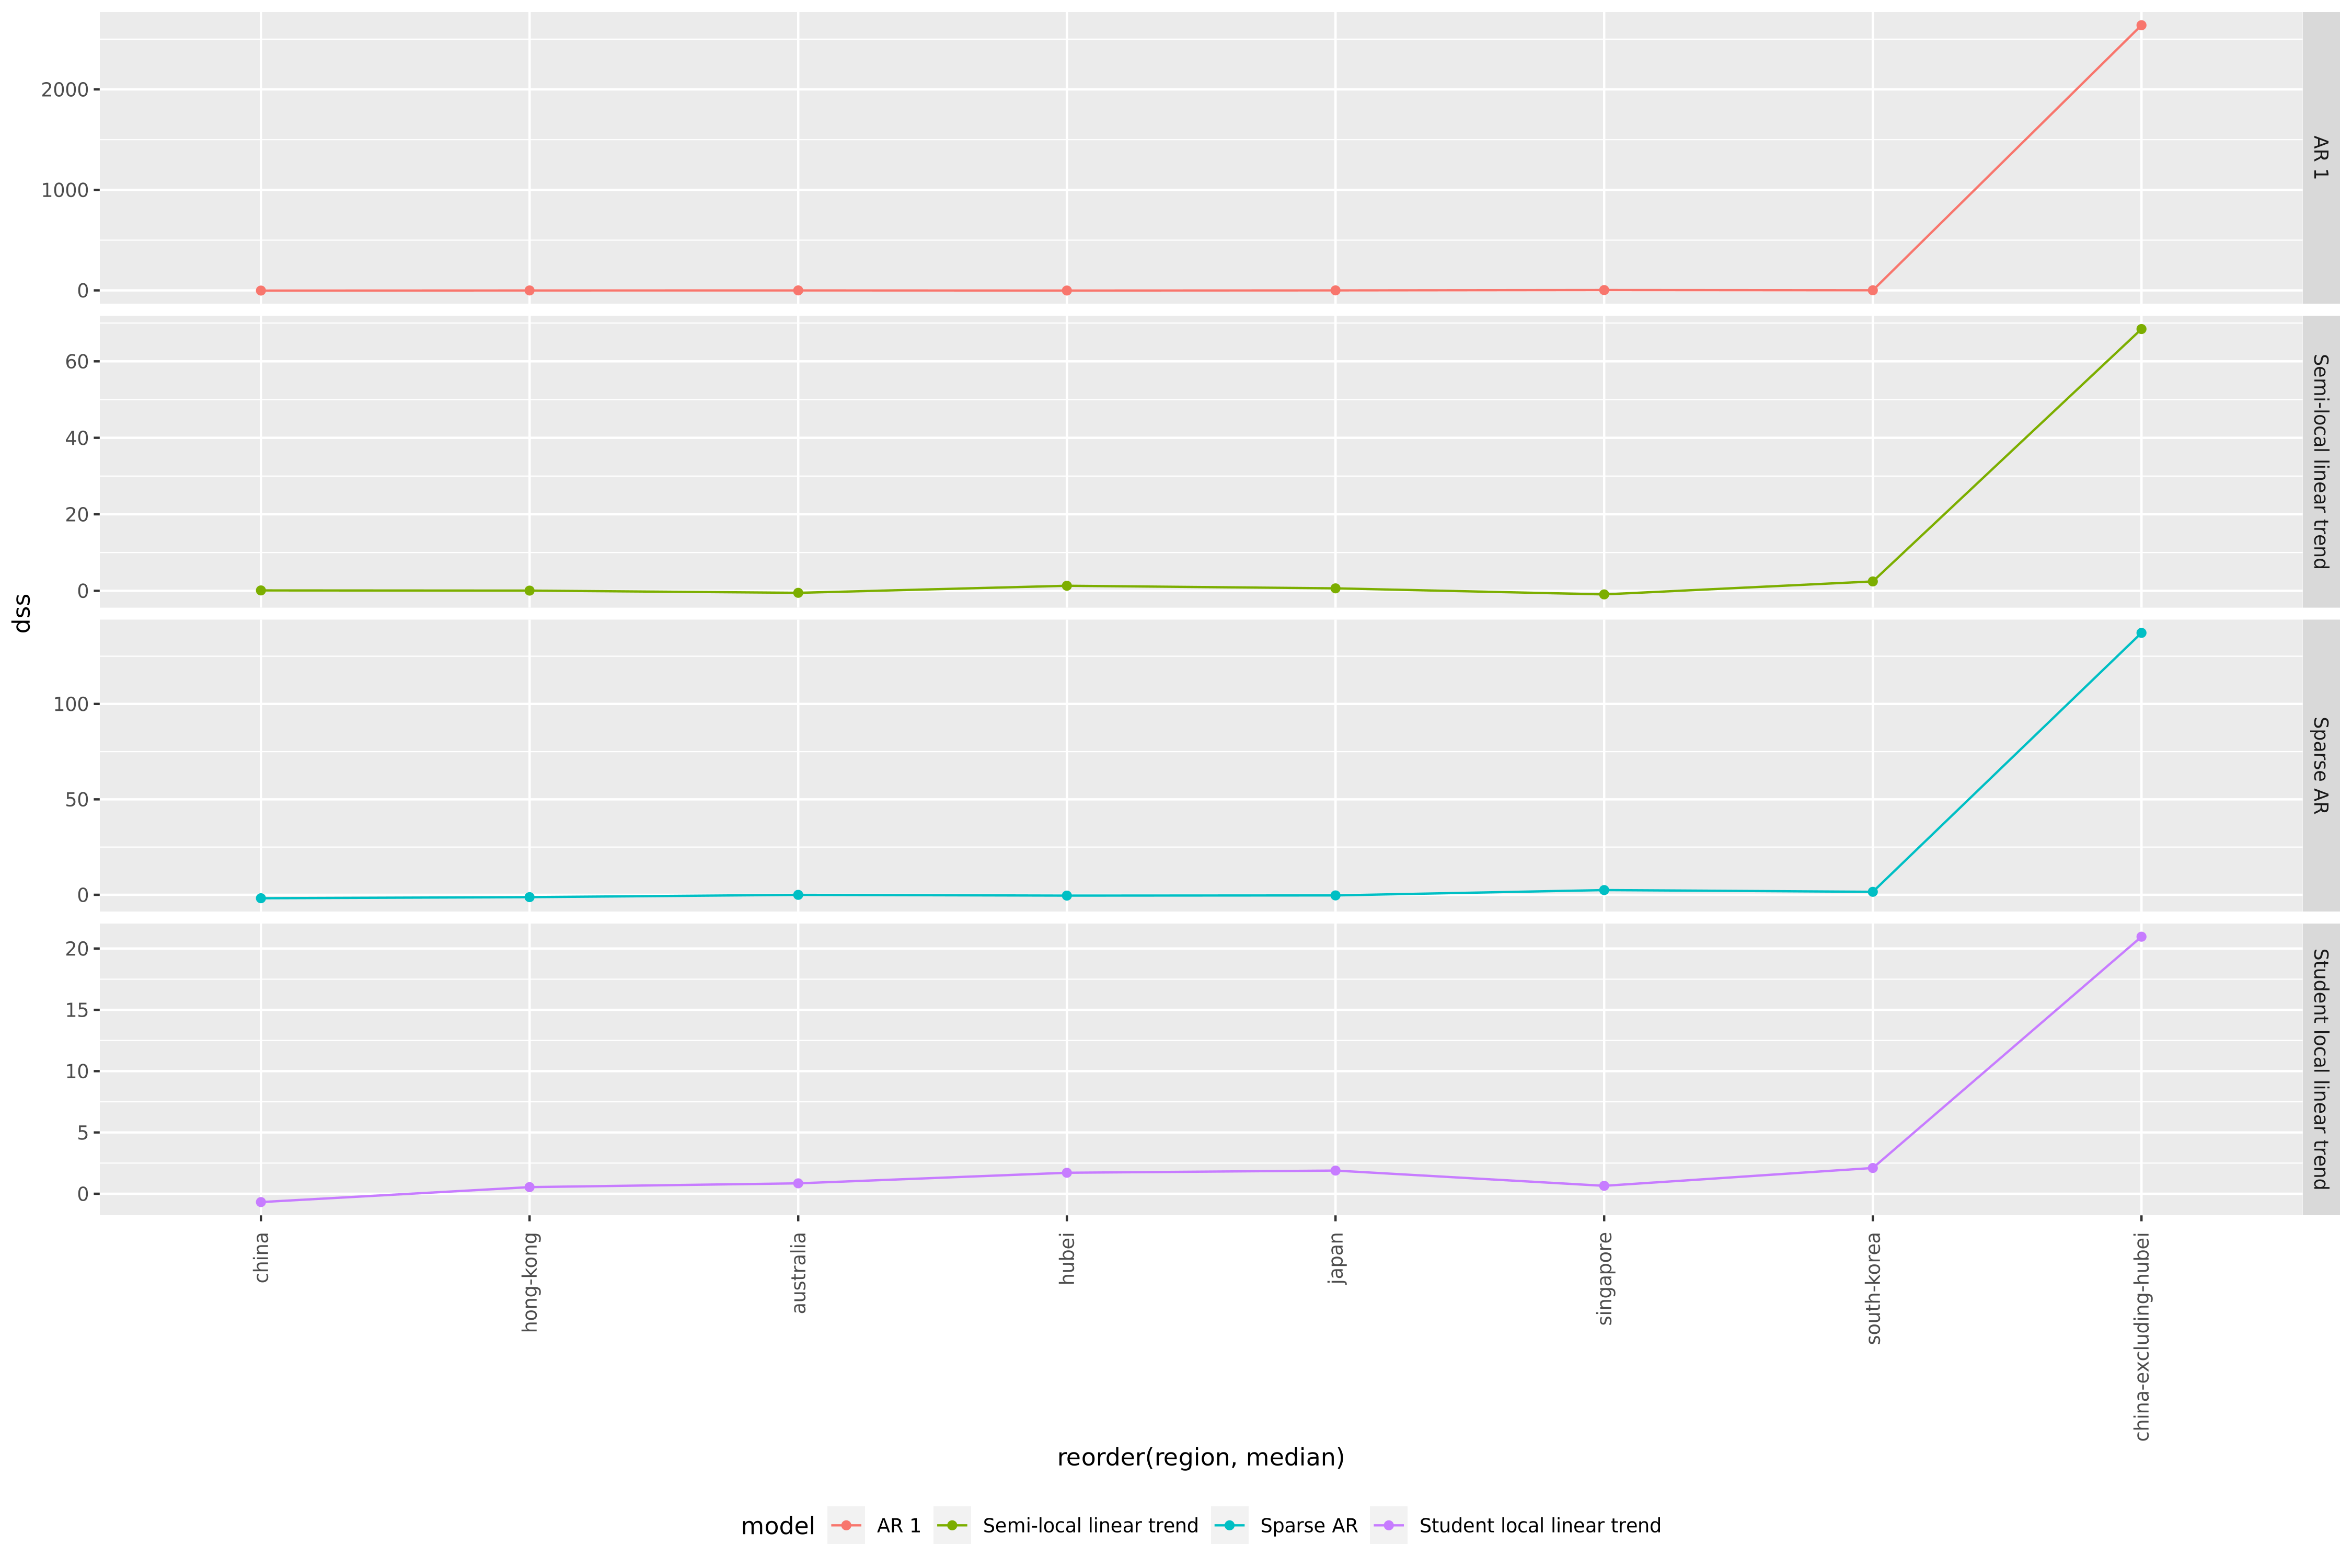 dss
2000
1000
0
AR 1
60
40
20
0
Semi-local linear trend
100
50
0
Sparse AR
20
15
10
5
0
Student local linear trend
china
hong-kong
australia
hubei
japan
singapore
south-korea
china-excluding-hubei
reorder(region, median)
model AR 1 Semi-local linear trend Sparse AR Student local linear trend